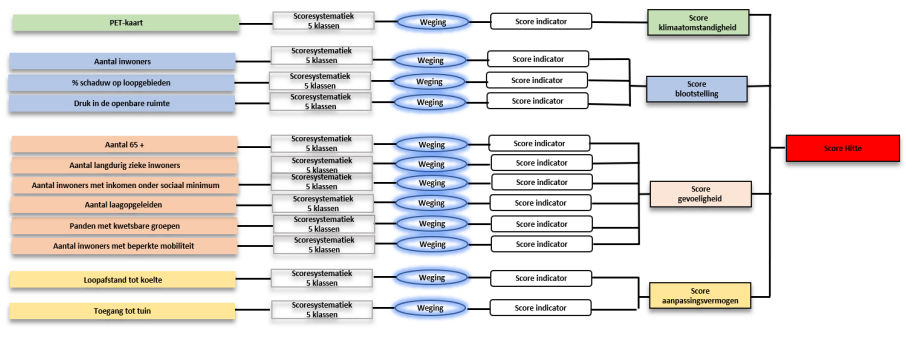 PET-kaart
Scoresystematiek
5 klassen
Weging
Score indicator
Score
klimaatomstandigheid
Aantal inwoners
Scoresystematiek
5 klassen
Weging
Score indicator
% schaduw op loopgebieden
Scoresystematiek
5 klassen
Weging
Score indicator
Score
blootstelling
Druk in de openbare ruimte
Scoresystematiek
5 klassen
Weging
Score indicator
Aantal 65 +
Scoresystematiek
5 klassen
Weging
Score indicator
Score Hitte
Aantal langdurig zieke inwoners
Scoresystematiek
5 klassen
Weging
Score indicator
Aantal inwoners met inkomen onder sociaal minimum
Scoresystematiek
5 klassen
Weging
Score indicator
Score
gevoeligheid
Aantal laagopgeleiden
Scoresystematiek
5 klassen
Weging
Score indicator
Panden met kwetsbare groepen
Scoresystematiek
5 klassen
Weging
Score indicator
Aantal inwoners met beperkte mobiliteit
Scoresystematiek
5 klassen
Weging
Score indicator
Loopafstand tot koelte
Scoresystematiek
5 klassen
Weging
Score indicator
Score
aanpassingsvermogen
Toegang tot tuin
Scoresystematiek
5 klassen
Weging
Score indicator